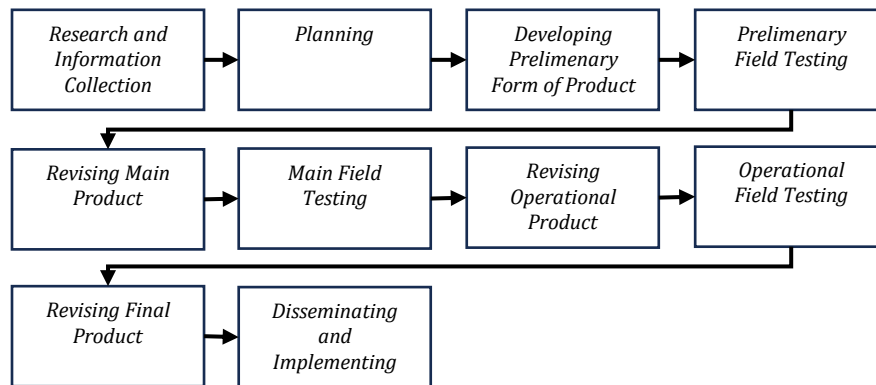 Research and
Information
Collection
Planning
Developing
Prelimenary
Form of Product
Prelimenary
Field Testing
Revising Main
Product
Main Field
Testing
Revising
Operational
Product
Operational
Field Testing
Revising Final
Product
Disseminating
and
Implementing